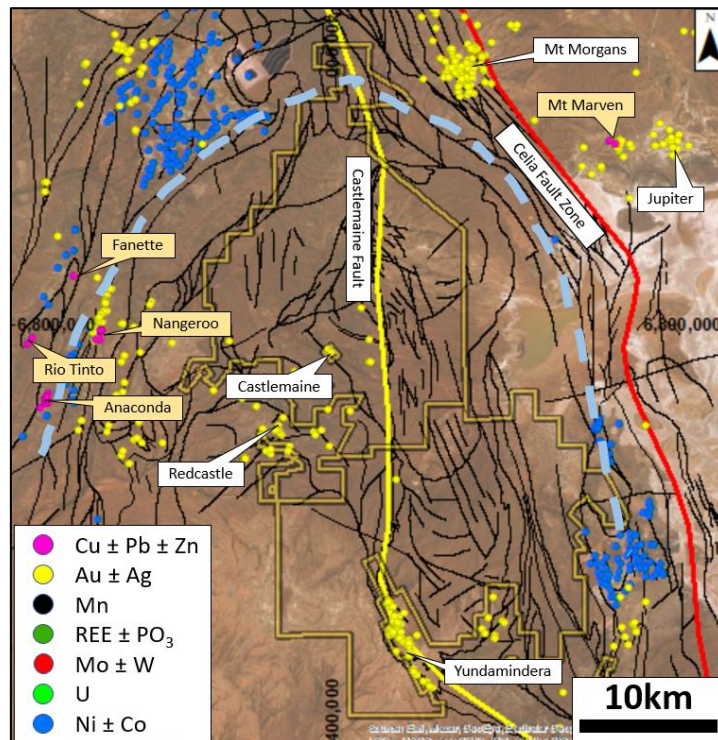 N
Mt Morgans
Mt Marven
Celia Fault Zone
Jupiter
Castlemaine Fault
Fanette
6,800,000
Nangeroo
6,800,000
Rio Tinto
Castlemaine
Anaconda
Redcastle
Cu ± Pb ± Zn
Au ± Ag
Mn
REE ± PO₃
Mo ± W
U
Ni ± Co
Yundamindera
400,000
10km